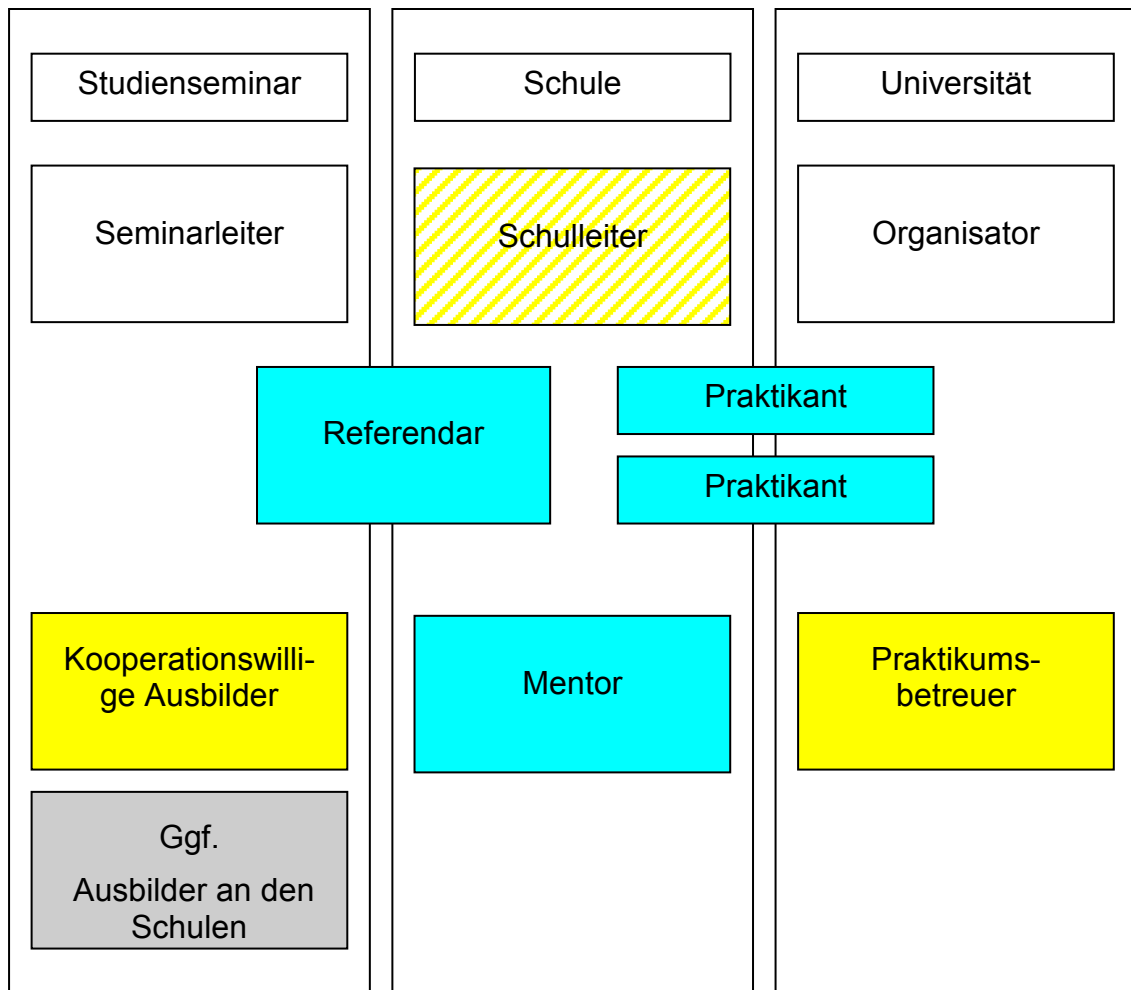 Studienseminar
Schule
Universität
Seminarleiter
Schulleiter
Organisator
Referendar
Praktikant
Praktikant
Kooperationswilli-
ge Ausbilder
Mentor
Praktikums-
betreuer
Ggf.
Ausbilder an den
Schulen